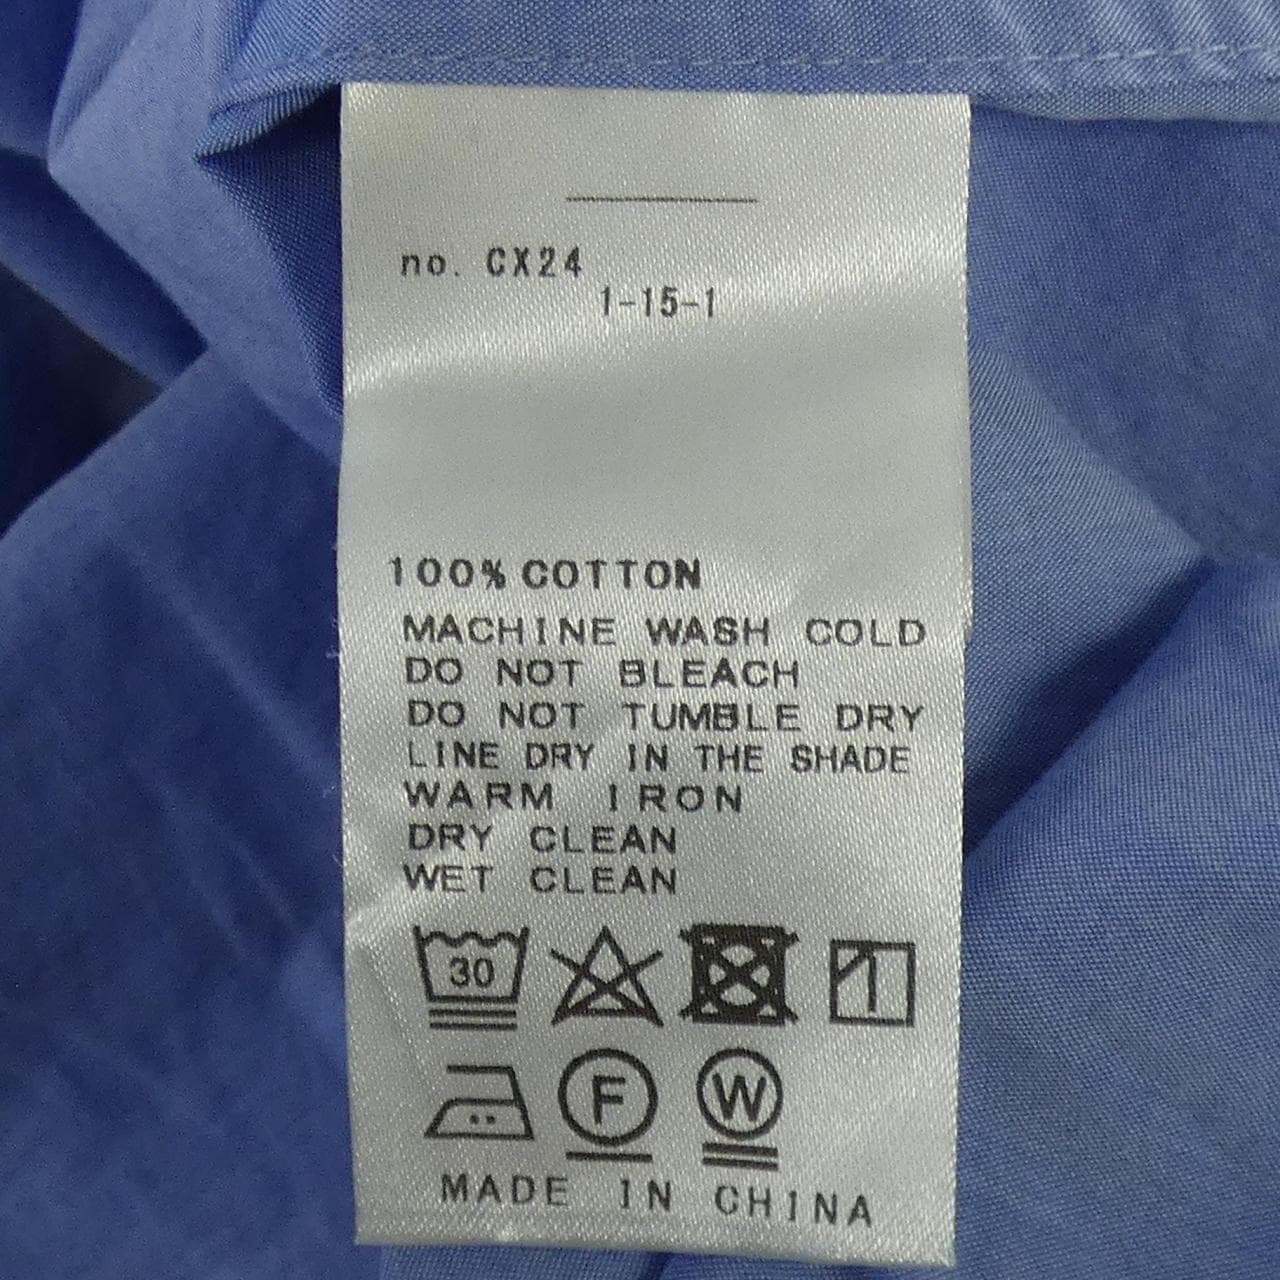 no. CX24
1-15-1
100% COTTON
MACHINE WASH COLD
DO NOT BLEACH
DO NOT TUMBLE DRY
LINE DRY IN THE SHADE
WARM IRON
DRY CLEAN
WET CLEAN
30
F W
MADE IN CHINA